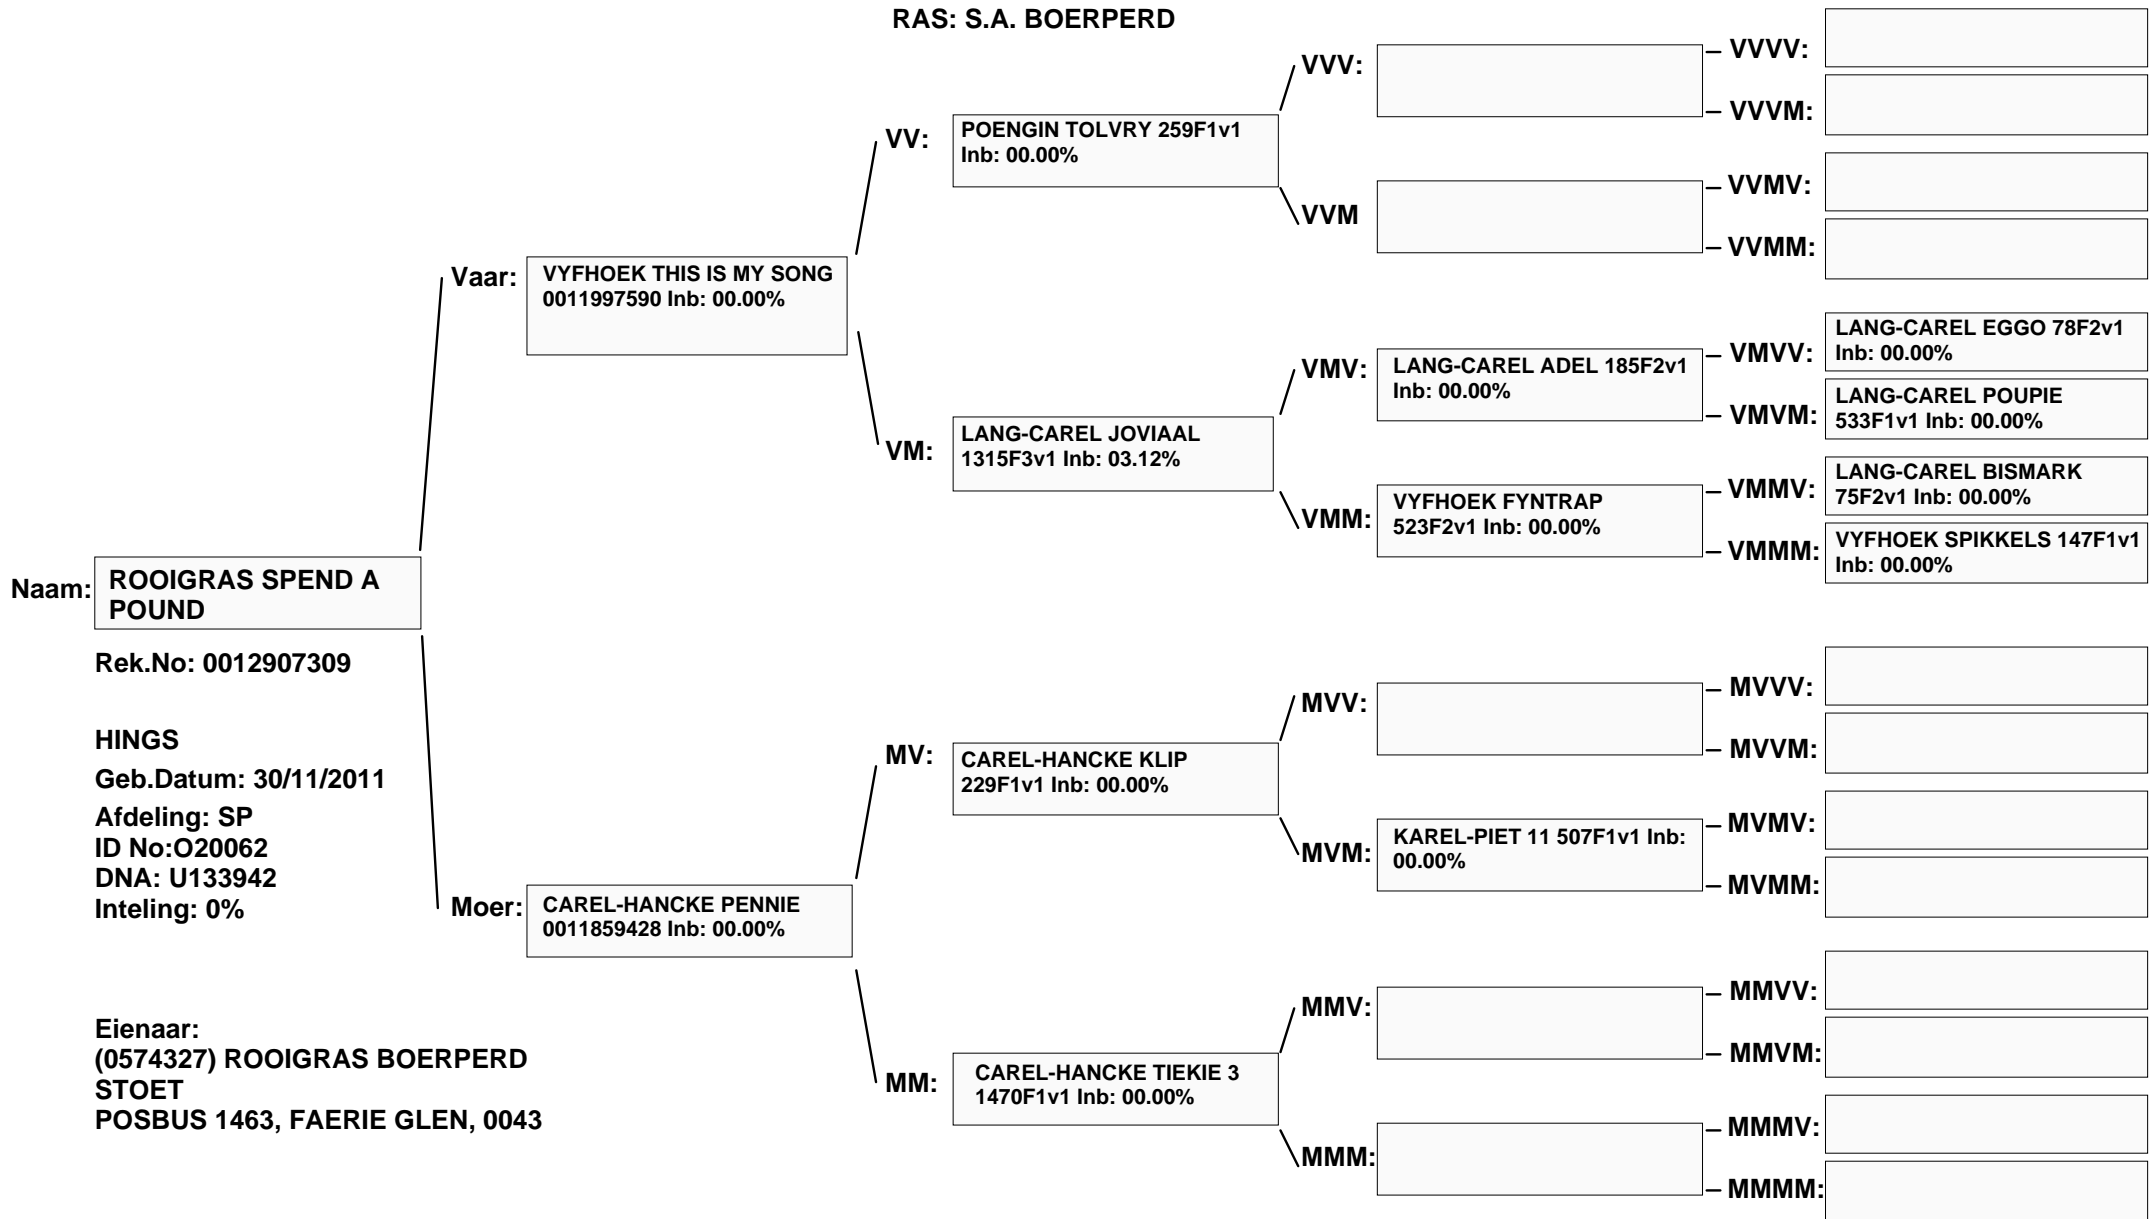 RAS: S.A. BOERPERD
Naam:
ROOIGRAS SPEND A
POUND
Rek.No: 0012907309
HINGS
Geb.Datum: 30/11/2011
Afdeling: SP
ID No:O20062
DNA: U133942
Inteling: 0%
Eienaar:
(0574327) ROOIGRAS BOERPERD
STOET
POSBUS 1463, FAERIE GLEN, 0043
Vaar:
VYFHOEK THIS IS MY SONG
0011997590 Inb: 00.00%
Moer:
CAREL-HANCKE PENNIE
0011859428 Inb: 00.00%
VV:
POENGIN TOLVRY 259F1v1
Inb: 00.00%
VM:
LANG-CAREL JOVIAAL
1315F3v1 Inb: 03.12%
MV:
CAREL-HANCKE KLIP
229F1v1 Inb: 00.00%
MM:
CAREL-HANCKE TIEKIE 3
1470F1v1 Inb: 00.00%
VVV:
VVM
VMV:
LANG-CAREL ADEL 185F2v1
Inb: 00.00%
VMM:
VYFHOEK FYNTRAP
523F2v1 Inb: 00.00%
MVV:
MVM:
KAREL-PIET 11 507F1v1 Inb:
00.00%
MMV:
MMM:
VVVV:
VVVM:
VVMV:
VVMM:
VMVV:
LANG-CAREL EGGO 78F2v1
Inb: 00.00%
VMVM:
LANG-CAREL POUPIE
533F1v1 Inb: 00.00%
VMMV:
LANG-CAREL BISMARK
75F2v1 Inb: 00.00%
VMMM:
VYFHOEK SPIKKELS 147F1v1
Inb: 00.00%
MVVV:
MVVM:
MVMV:
MVMM:
MMVV:
MMVM:
MMMV:
MMMM: